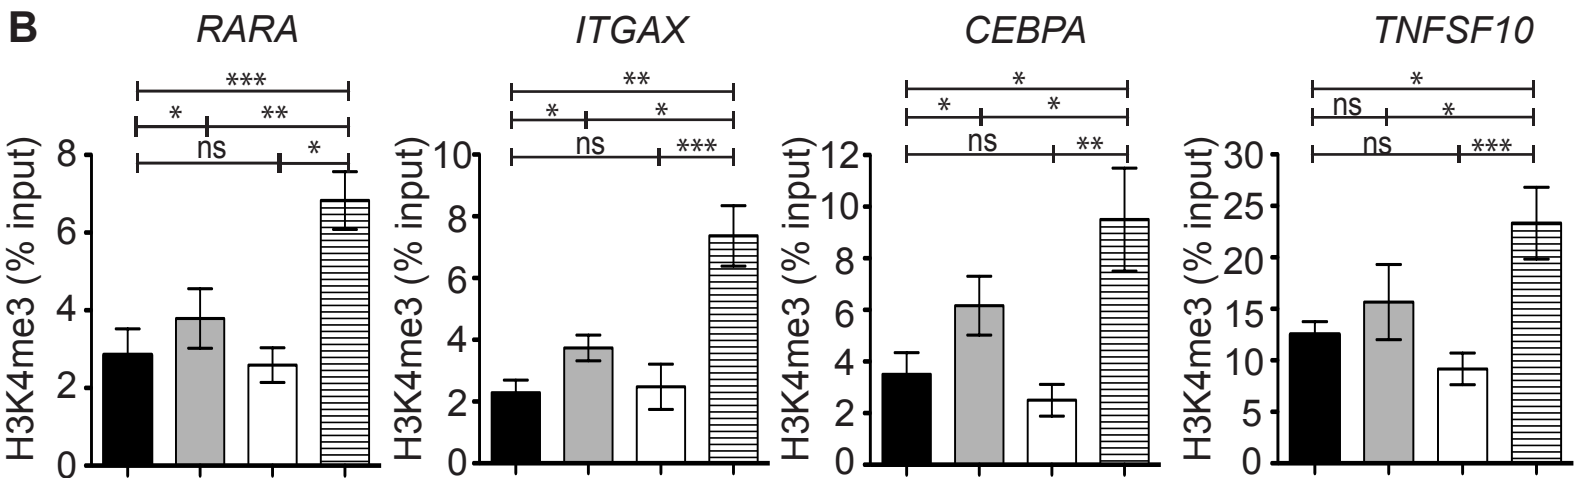 B
RARA
ITGAX
CEBPA
TNFSF10
***
* **
ns *
H3K4me3 (% input)
8
6
4
2
0
**
* *
ns ***
H3K4me3 (% input)
10
8
6
4
2
0
*
* *
ns **
H3K4me3 (% input)
12
10
8
6
4
2
0
*
ns *
ns ***
H3K4me3 (% input)
30
25
20
15
10
5
0